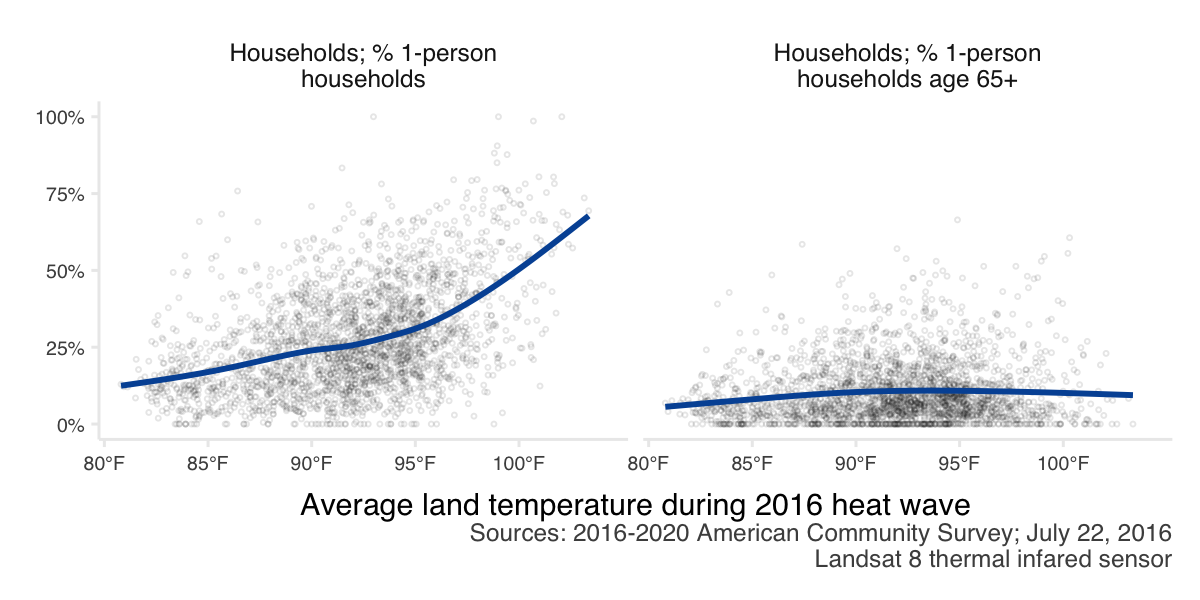 Households; % 1-person
households
Households; % 1-person
households age 65+
100%
75%
50%
25%
0%
80°F 85°F 90°F 95°F 100°F
80°F 85°F 90°F 95°F 100°F
Average land temperature during 2016 heat wave
Sources: 2016-2020 American Community Survey; July 22, 2016
Landsat 8 thermal infared sensor